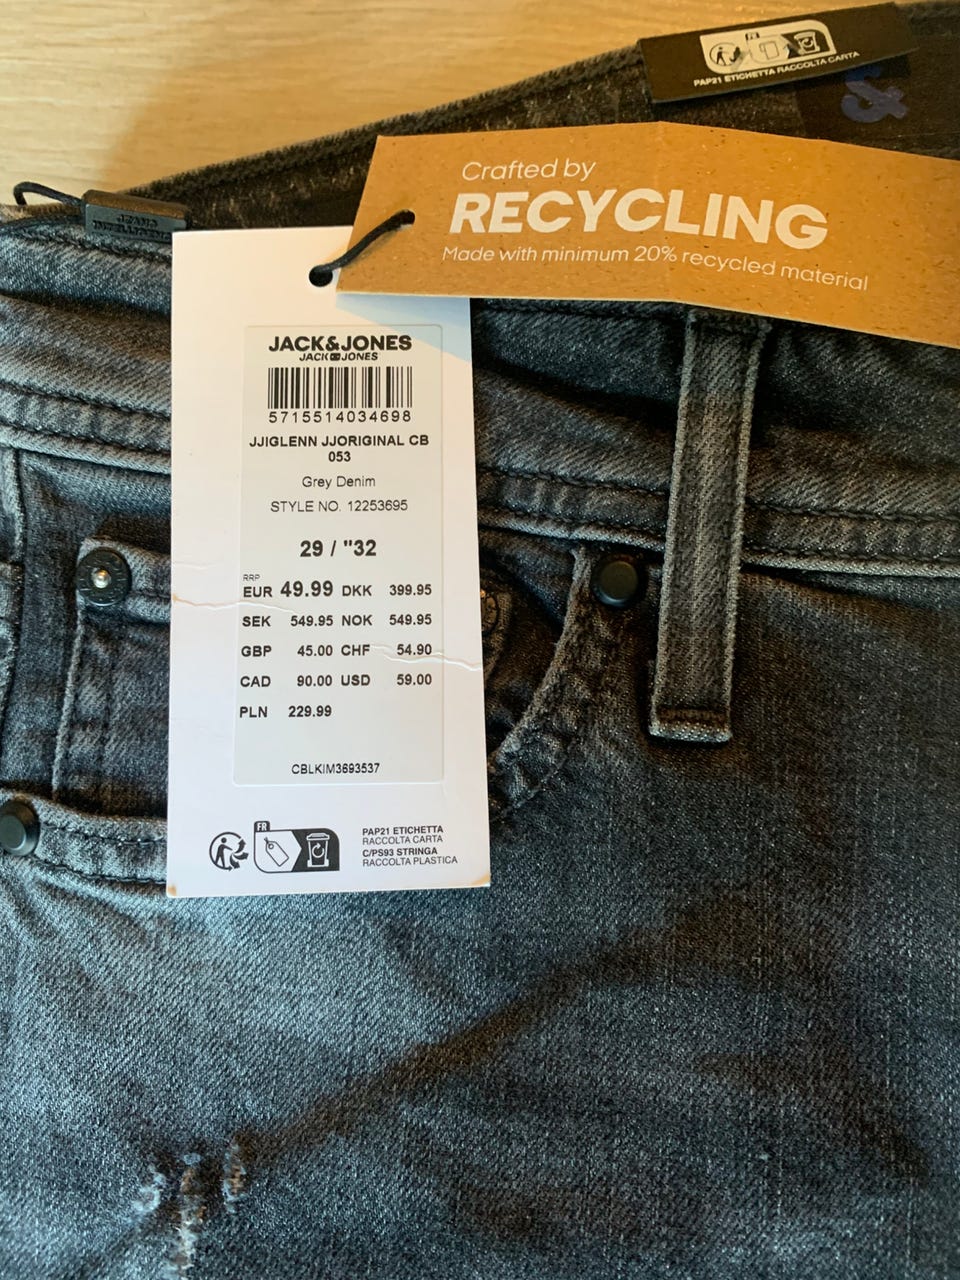 FR
PAP21 ETICHETTA RACCOLTA CARTA
&
Crafted by
RECYCLING
Made with minimum 20% recycled material
JEANS
INTELLIGENCE
JACK&JONES
JACK JONES
5715514034698
JJIGLENN JJORIGINAL CB
053
Grey Denim
STYLE NO. 12253695
29 / "32
RRP
EUR 49.99 DKK 399.95
SEK 549.95 NOK 549.95
GBP 45.00 CHF 54.90
CAD 90.00 USD 59.00
PLN 229.99
CBLKIM3693537
FR
PAP21 ETICHETTA
RACCOLTA CARTA
C/PS93 STRINGA
RACCOLTA PLASTICA